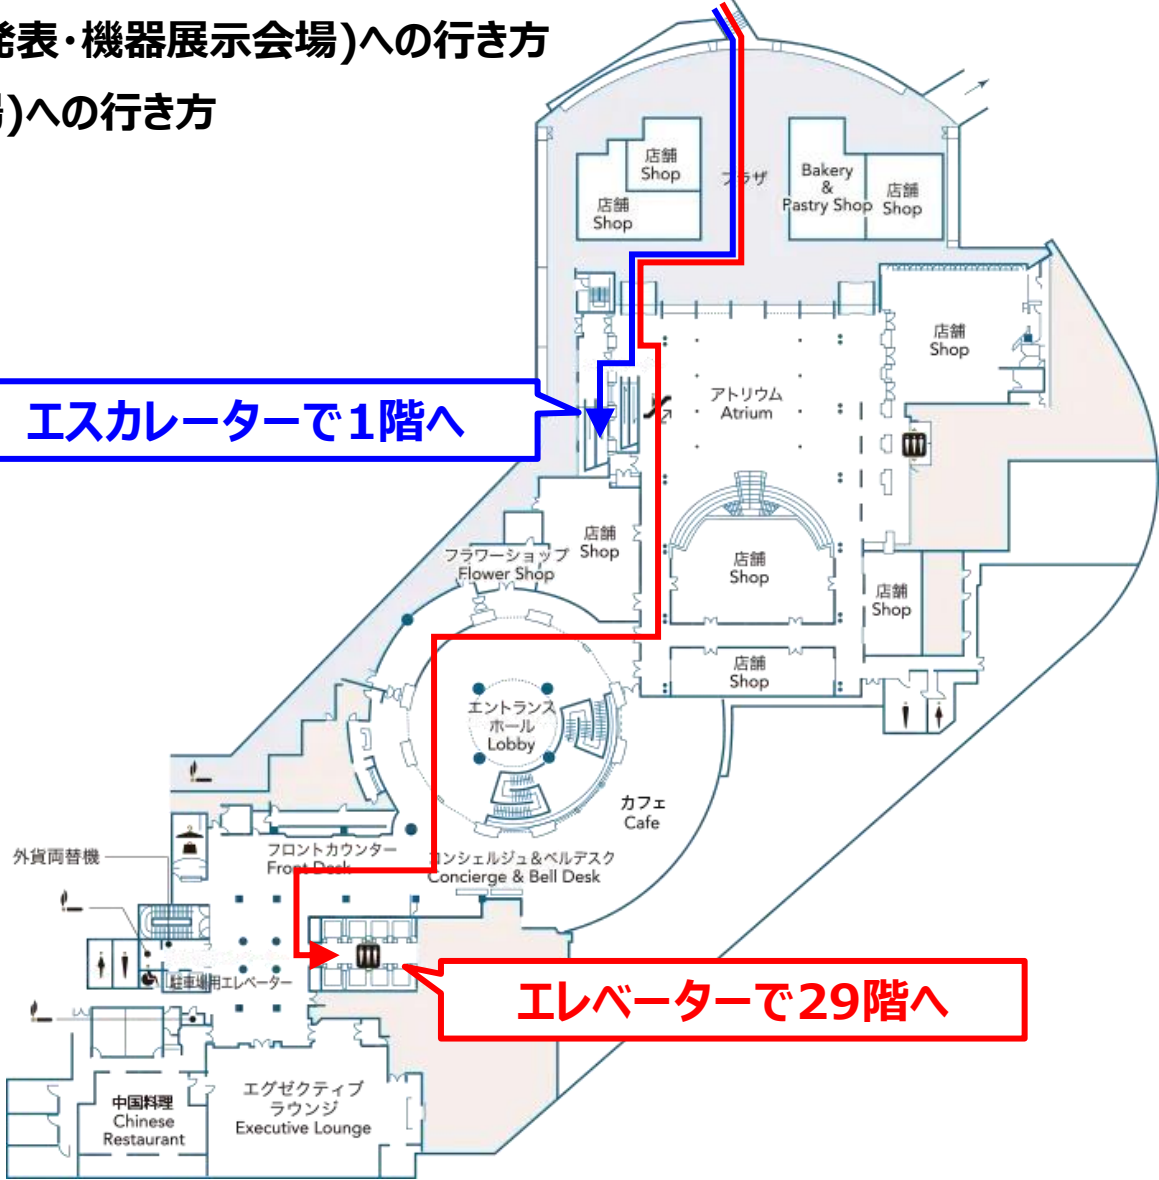 発表･機器展示会場)への行き方
場)への行き方
店舗
Shop
店舗
Shop
プラザ
Bakery
&
Pastry Shop
店舗
Shop
店舗
Shop
エスカレーターで1階へ
アトリウム
Atrium
店舗
Shop
フラワーショップ
Flower Shop
店舗
Shop
店舗
Shop
店舗
Shop
エントランス
ホール
Lobby
カフェ
Cafe
外貨両替機
フロントカウンター
Front Desk
コンシェルジュ&ベルデスク
Concierge & Bell Desk
駐車場用エレベーター
エレベーターで29階へ
中国料理
Chinese
Restaurant
エグゼクティブ
ラウンジ
Executive Lounge